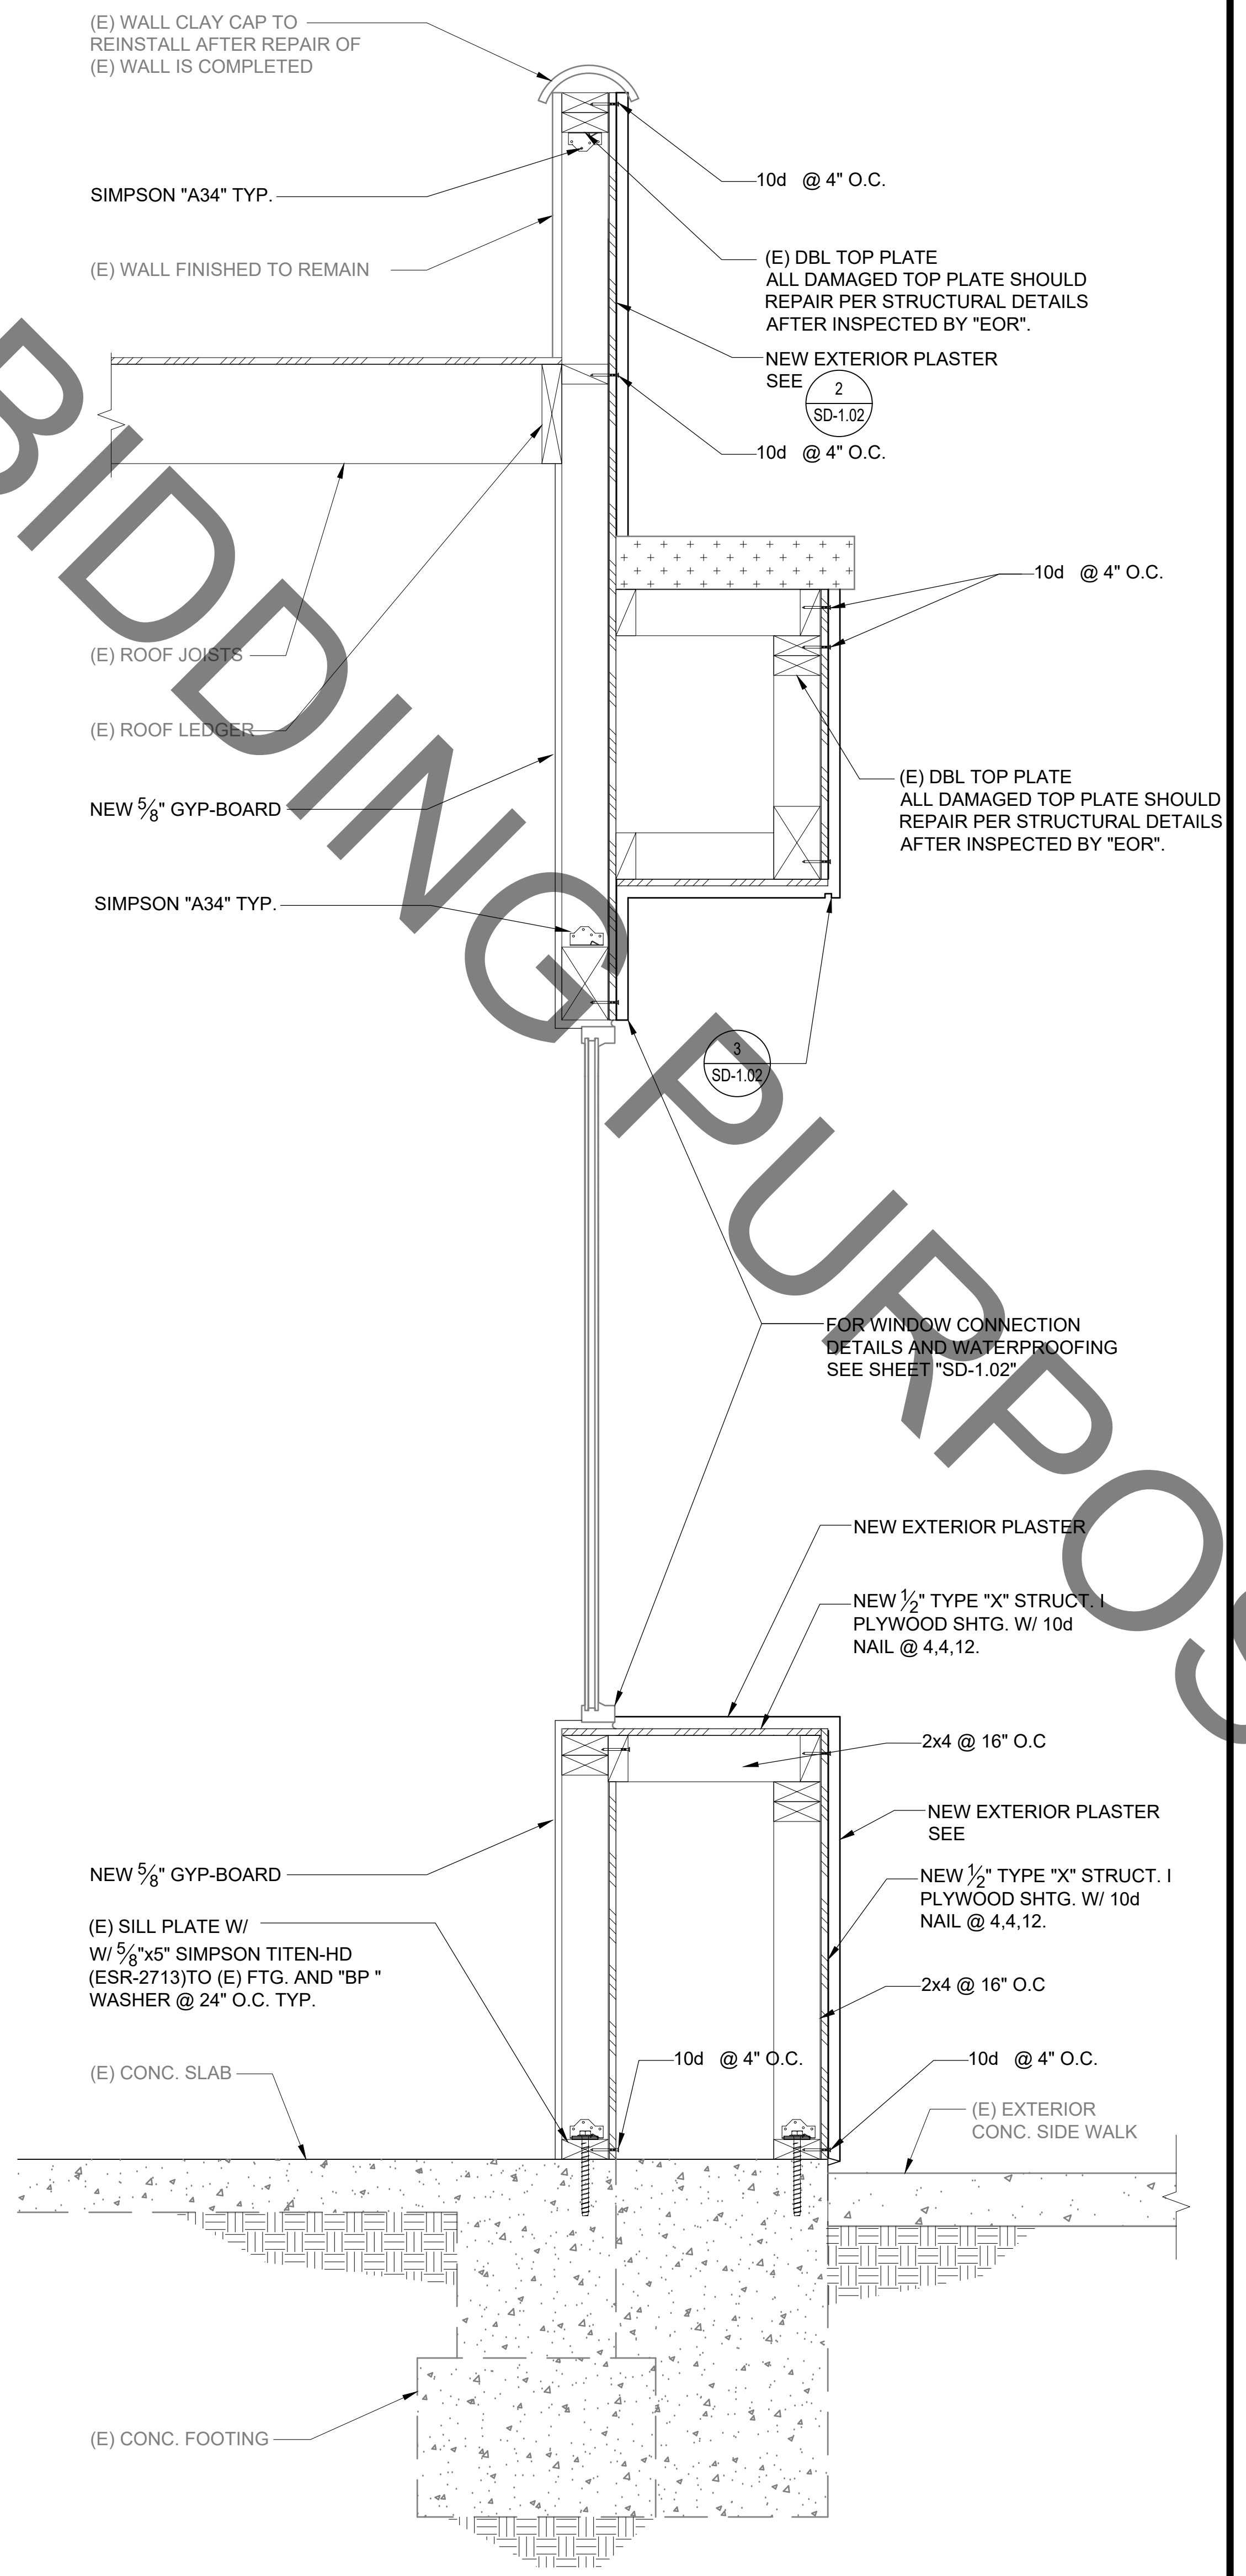 (E) WALL CLAY CAP TO
REINSTALL AFTER REPAIR OF
(E) WALL IS COMPLETED
SIMPSON "A34" TYP.
10d @ 4" O.C.
(E) WALL FINISHED TO REMAIN
(E) DBL TOP PLATE
ALL DAMAGED TOP PLATE SHOULD
REPAIR PER STRUCTURAL DETAILS
AFTER INSPECTED BY "EOR".
NEW EXTERIOR PLASTER
SEE
2
SD-1.02
10d @ 4" O.C.
10d @ 4" O.C.
(E) ROOF JOISTS
(E) ROOF LEDGER
NEW 5/8" GYP-BOARD
(E) DBL TOP PLATE
ALL DAMAGED TOP PLATE SHOULD
REPAIR PER STRUCTURAL DETAILS
AFTER INSPECTED BY "EOR".
SIMPSON "A34" TYP.
3
SD-1.02
FOR WINDOW CONNECTION
DETAILS AND WATERPROOFING
SEE SHEET "SD-1.02"
NEW EXTERIOR PLASTER
NEW 1/2" TYPE "X" STRUCT. I
PLYWOOD SHTG. W/ 10d
NAIL @ 4,4,12.
2x4 @ 16" O.C
NEW EXTERIOR PLASTER
SEE
NEW 5/8" GYP-BOARD
NEW 1/2" TYPE "X" STRUCT. I
PLYWOOD SHTG. W/ 10d
NAIL @ 4,4,12.
(E) SILL PLATE W/
W/ 5/8"x5" SIMPSON TITEN-HD
(ESR-2713)TO (E) FTG. AND "BP "
WASHER @ 24" O.C. TYP.
2x4 @ 16" O.C
10d @ 4" O.C.
10d @ 4" O.C.
(E) CONC. SLAB
(E) EXTERIOR
CONC. SIDE WALK
(E) CONC. FOOTING
BIDDING PURPOS